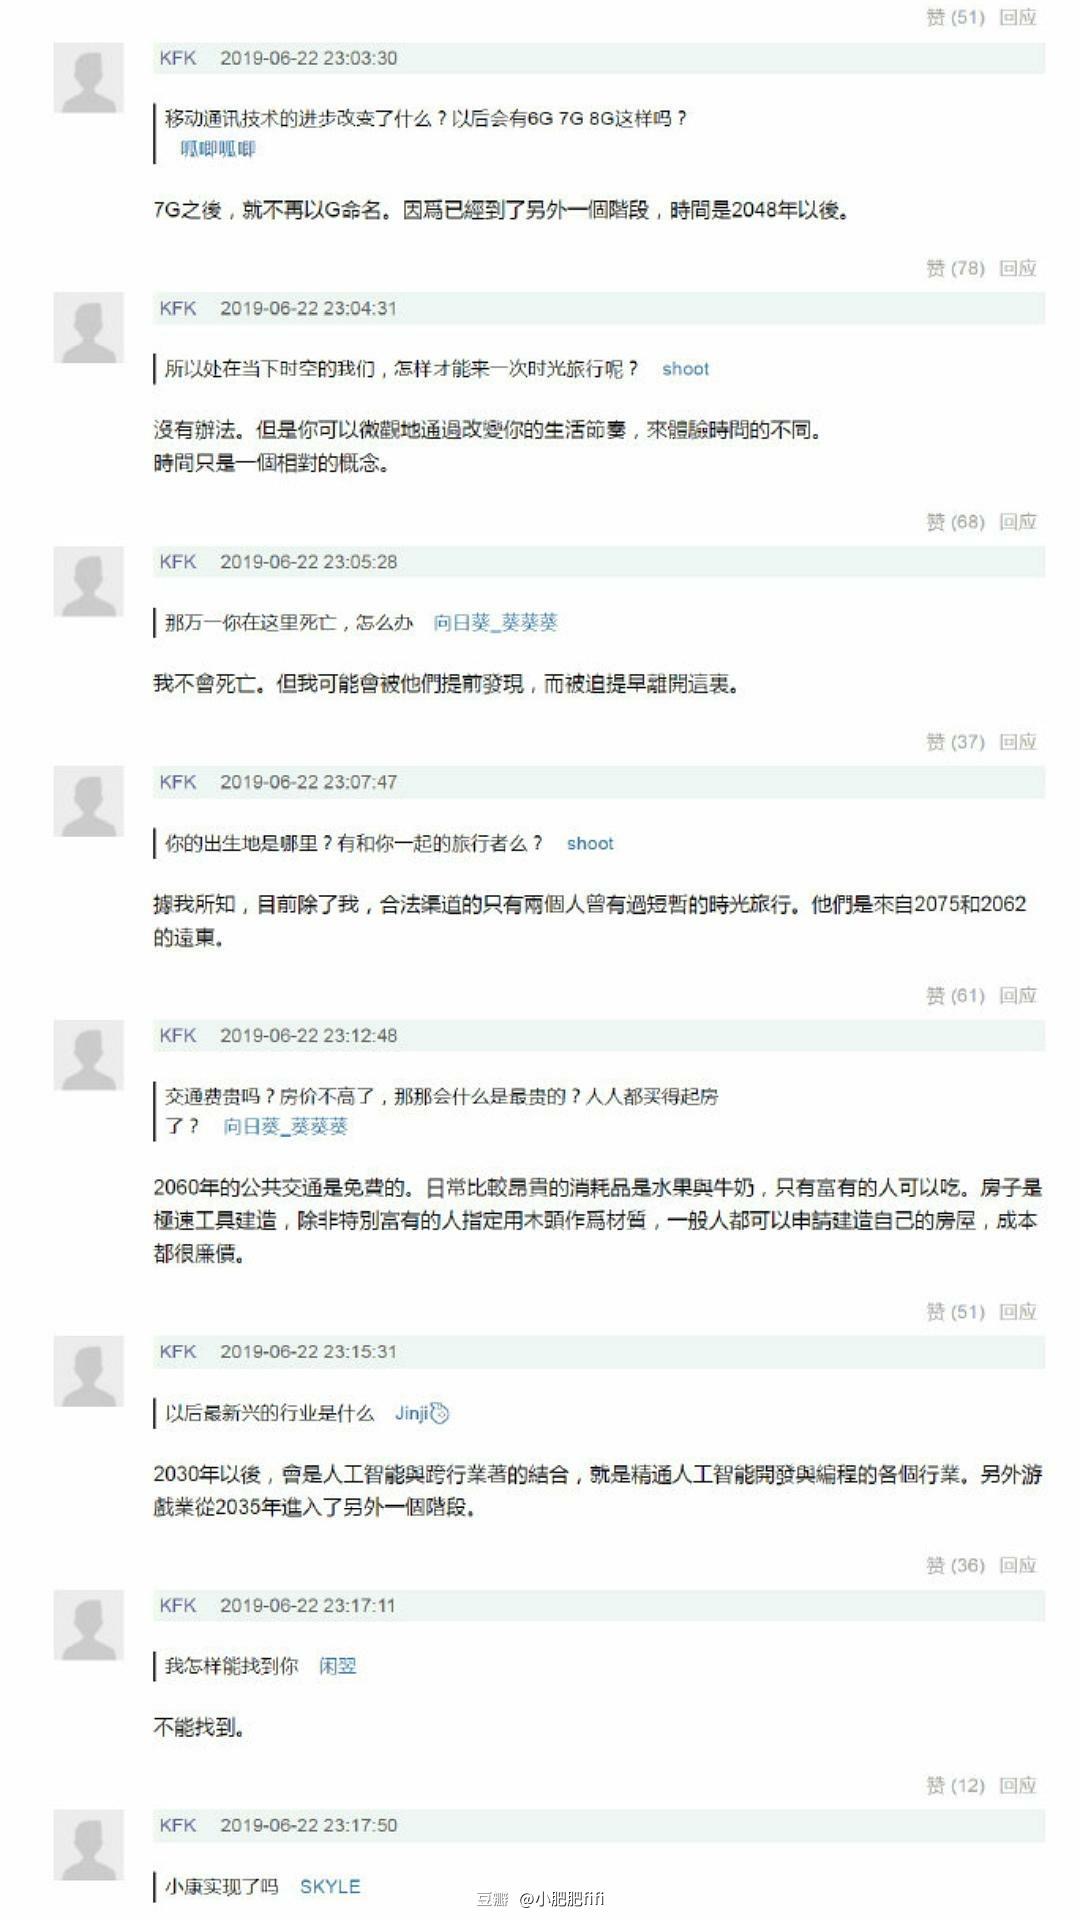 赞 (51) 回应
KFK 2019-06-22 23:03:30
移动通讯技术的进步改变了什么？以后会有6G 7G 8G这样吗？
呱唧呱唧
7G之後，就不再以G命名。因爲已經到了另外一個階段，時間是2048年以後。
赞 (78) 回应
KFK 2019-06-22 23:04:31
所以处在当下时空的我们，怎样才能来一次时光旅行呢？ shoot
沒有辦法。但是你可以微觀地通過改變你的生活節奏，來體驗時間的不同。
時間只是一個相對的概念。
赞 (68) 回应
KFK 2019-06-22 23:05:28
那万一你在这里死亡，怎么办 向日葵_葵葵葵
我不會死亡。但我可能會被他們提前發現，而被迫提早離開這裏。
赞 (37) 回应
KFK 2019-06-22 23:07:47
你的出生地是哪里？有和你一起的旅行者么？ shoot
據我所知，目前除了我，合法渠道的只有兩個人曾有過短暫的時光旅行。他們是來自2075和2062
的遠東。
赞 (61) 回应
KFK 2019-06-22 23:12:48
交通费贵吗？房价不高了，那那会什么是最贵的？人人都买得起房
了？ 向日葵_葵葵葵
2060年的公共交通是免費的。日常比較昂貴的消耗品是水果與牛奶，只有富有的人可以吃。房子是
極速工具建造，除非特別富有的人指定用木頭作爲材質，一般人都可以申請建造自己的房屋，成本
都很廉價。
赞 (51) 回应
KFK 2019-06-22 23:15:31
以后最新兴的行业是什么 Jinji
2030年以後，會是人工智能與跨行業著的結合，就是精通人工智能開發與編程的各個行業。另外游
戲業從2035年進入了另外一個階段。
赞 (36) 回应
KFK 2019-06-22 23:17:11
我怎样能找到你 闲翌
不能找到。
赞 (12) 回应
KFK 2019-06-22 23:17:50
小康实现了吗 SKYLE
豆瓣 @小肥肥fifi